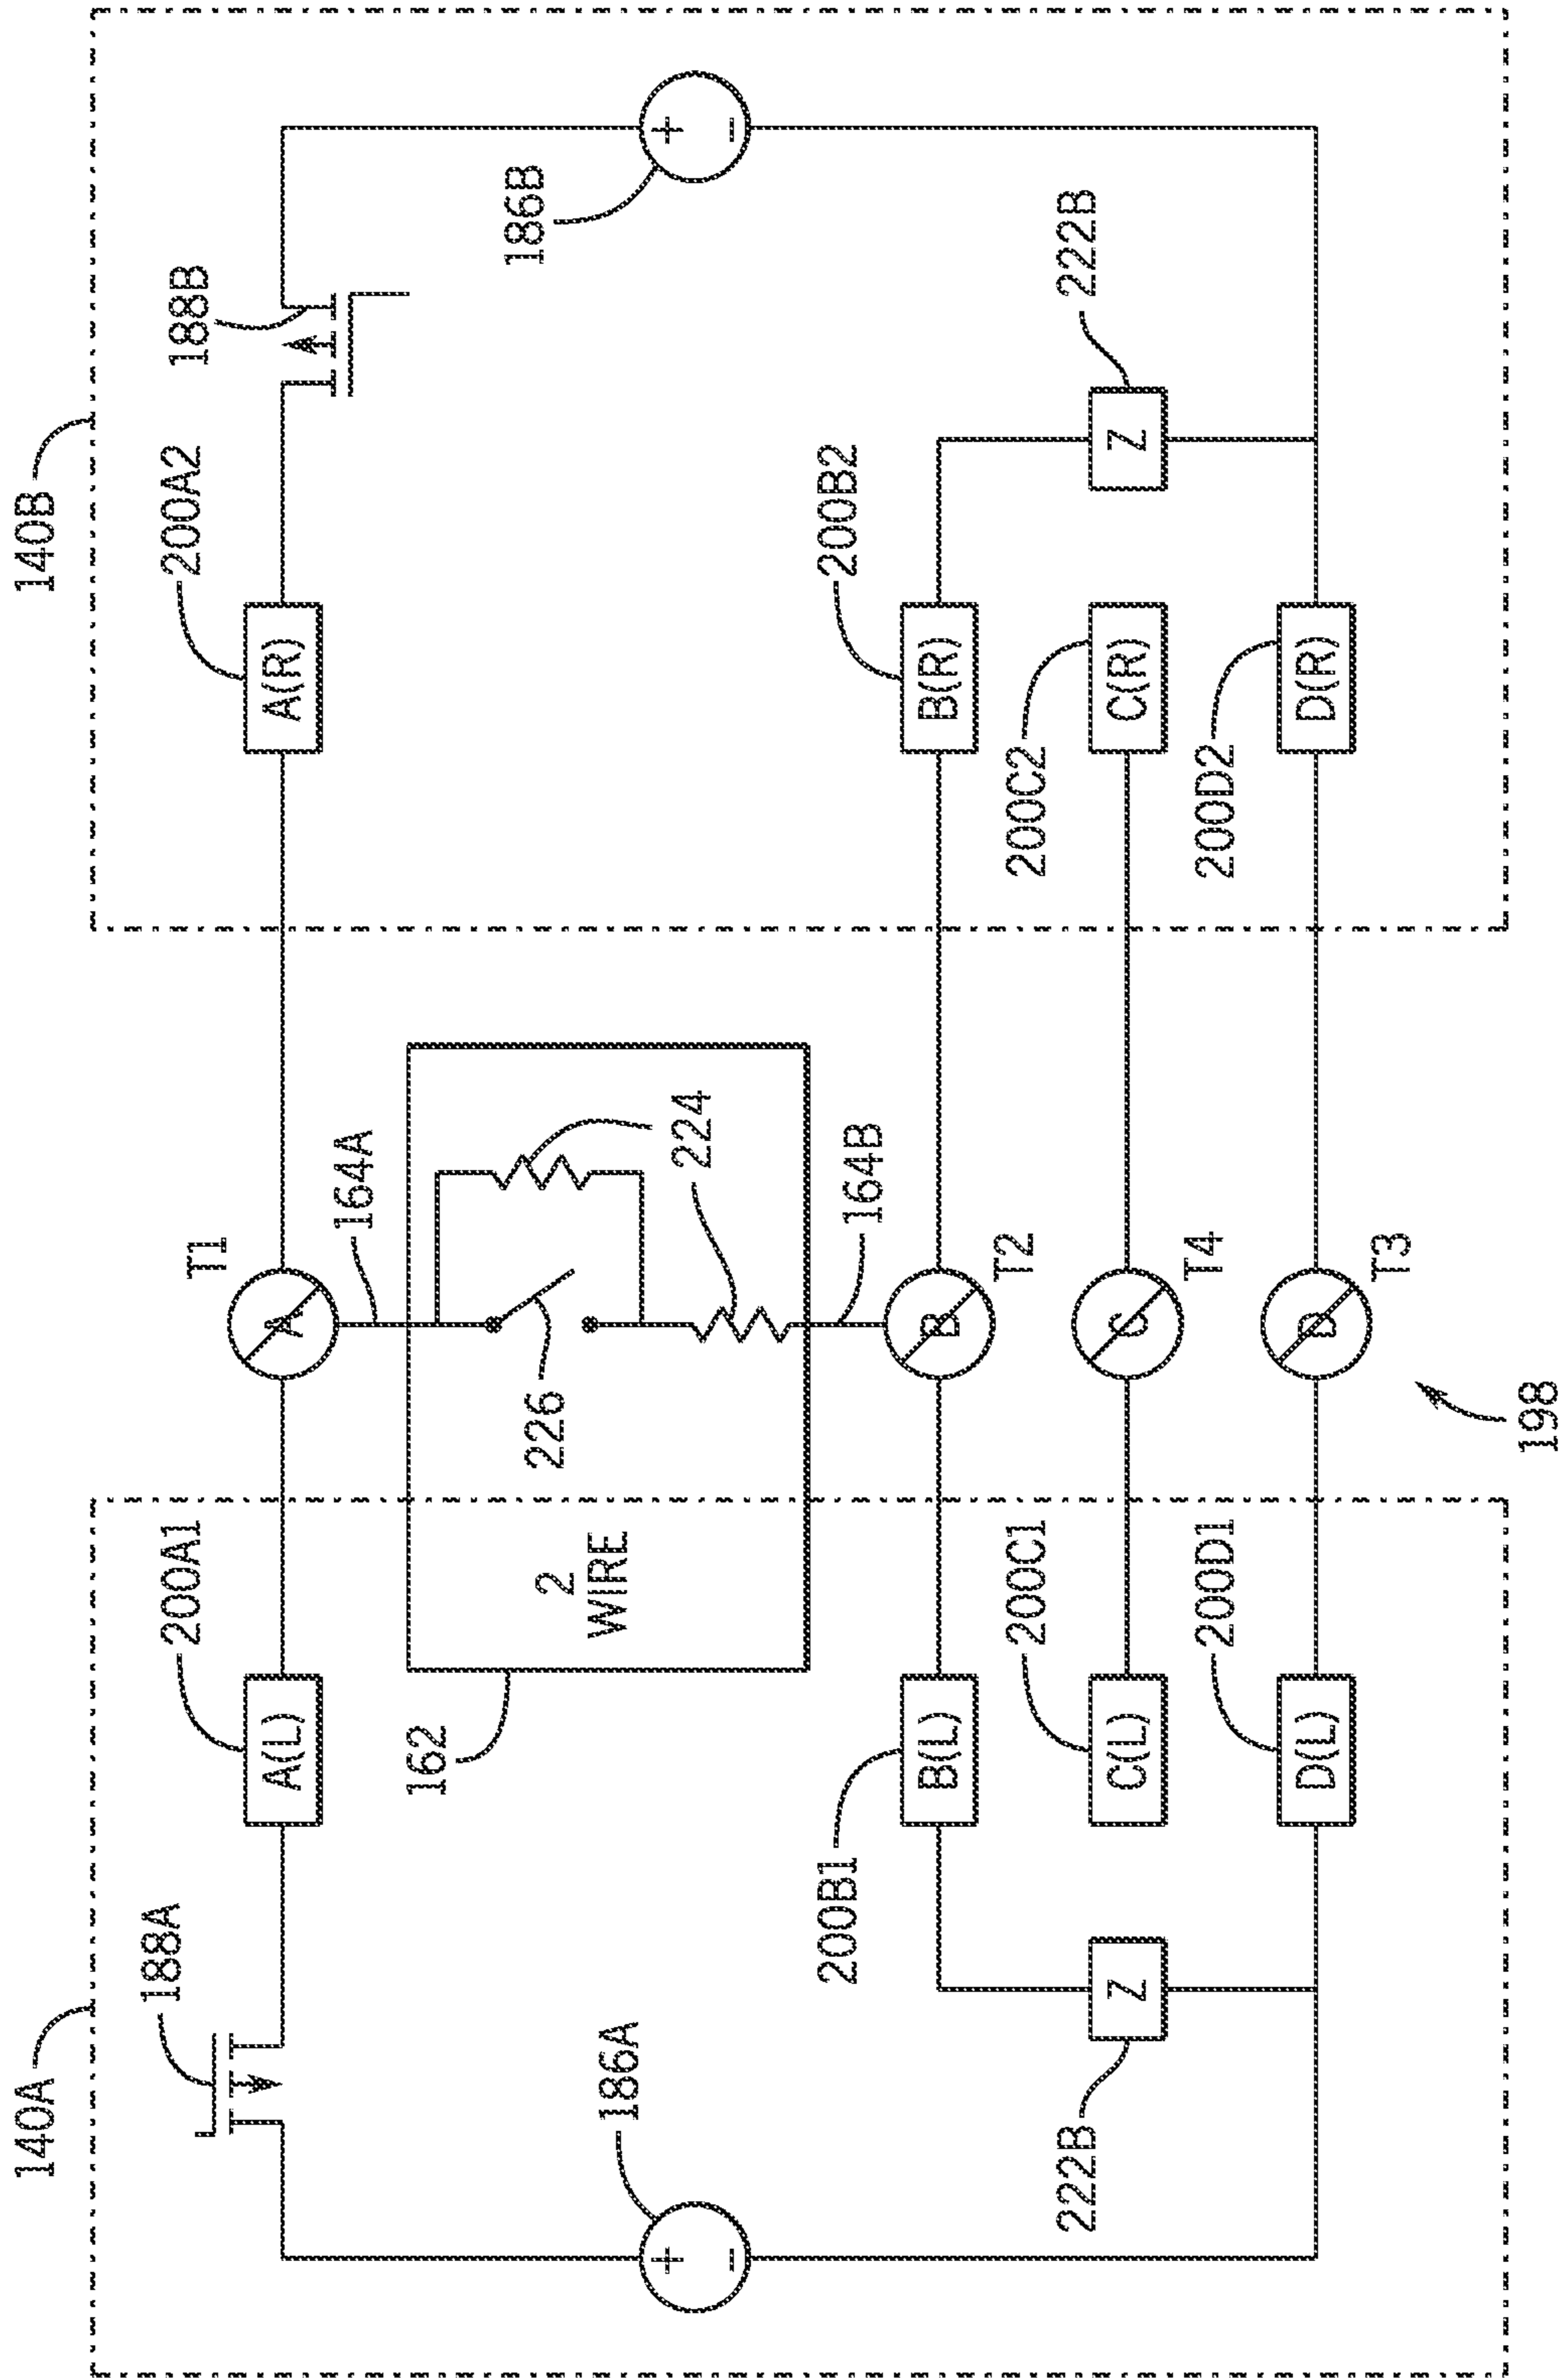 140A
140B
188A
200A1
T1
200A2
188B
A(L)
A
A(R)
164A
162
2
WIRE
226
224
186A
+
-
186B
+
-
164B
200B1
B(L)
B
T2
B(R)
200B2
222B
Z
200C1
C(L)
C
T4
C(R)
200C2
Z
222B
200D1
D(L)
D
T3
D(R)
200D2
198